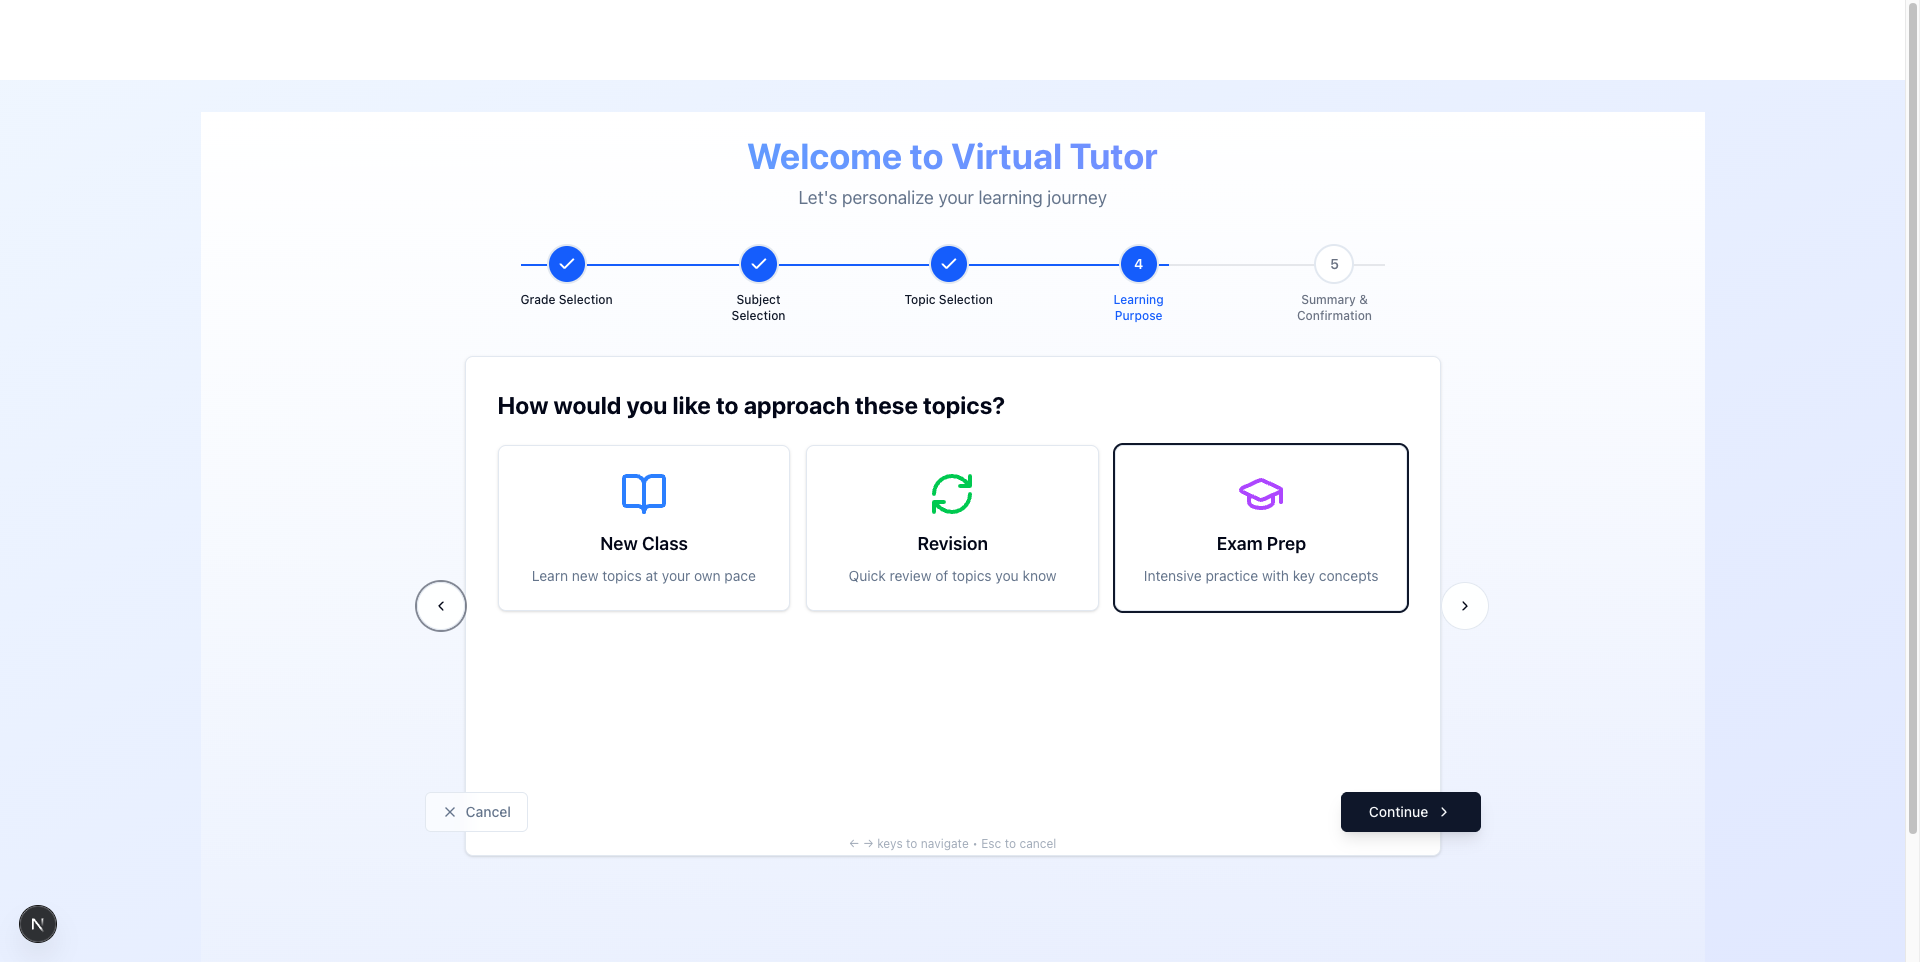 Welcome to Virtual Tutor
Let's personalize your learning journey
4
5
Grade Selection
Subject
Selection
Topic Selection
Learning
Purpose
Summary &
Confirmation
How would you like to approach these topics?
New Class
Learn new topics at your own pace
Revision
Quick review of topics you know
Exam Prep
Intensive practice with key concepts
Cancel
Continue
← → keys to navigate • Esc to cancel
N